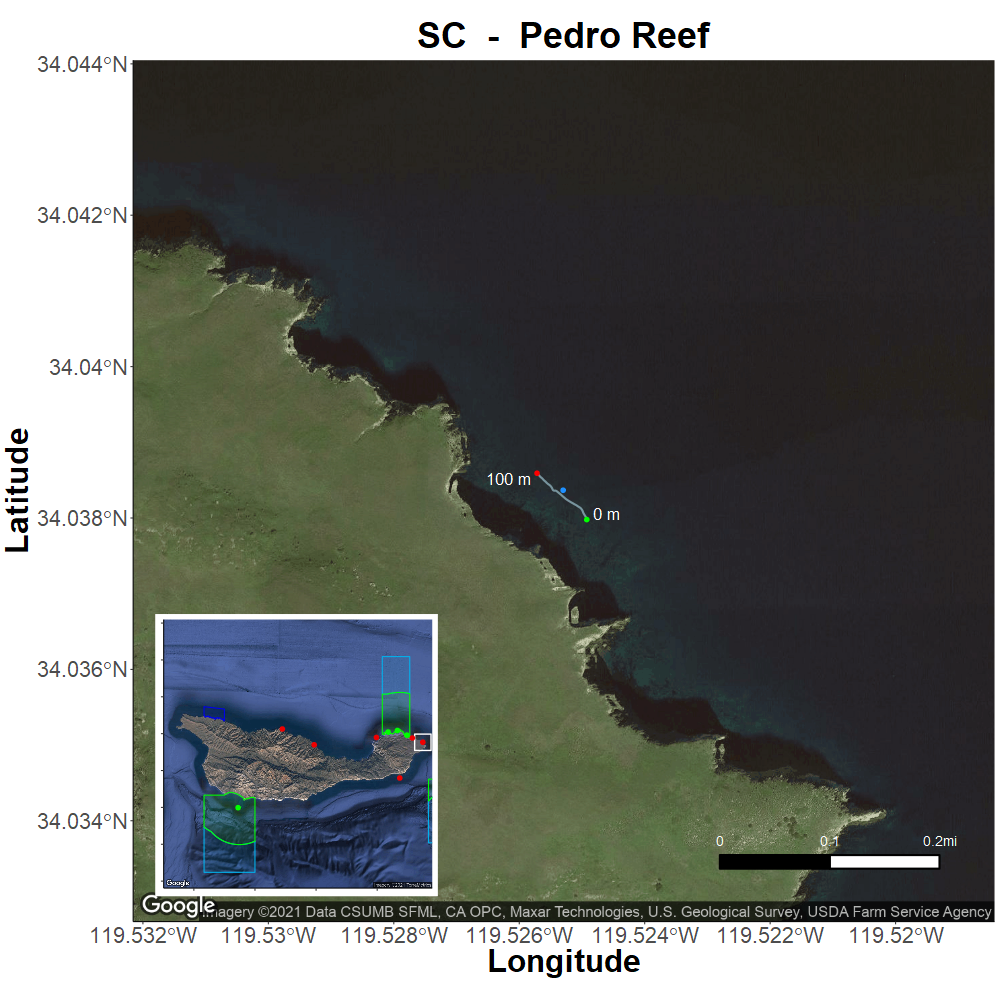 SC - Pedro Reef
34.044°N
34.042°N
34.04°N
34.038°N
34.036°N
34.034°N
Latitude
100 m
0 m
0 0.1 0.2mi
Google
Google
Imagery ©2021 Data CSUMB SFML, CA OPC, Maxar Technologies, U.S. Geological Survey, USDA Farm Service Agency
119.532°W 119.53°W 119.528°W 119.526°W 119.524°W 119.522°W 119.52°W
Longitude